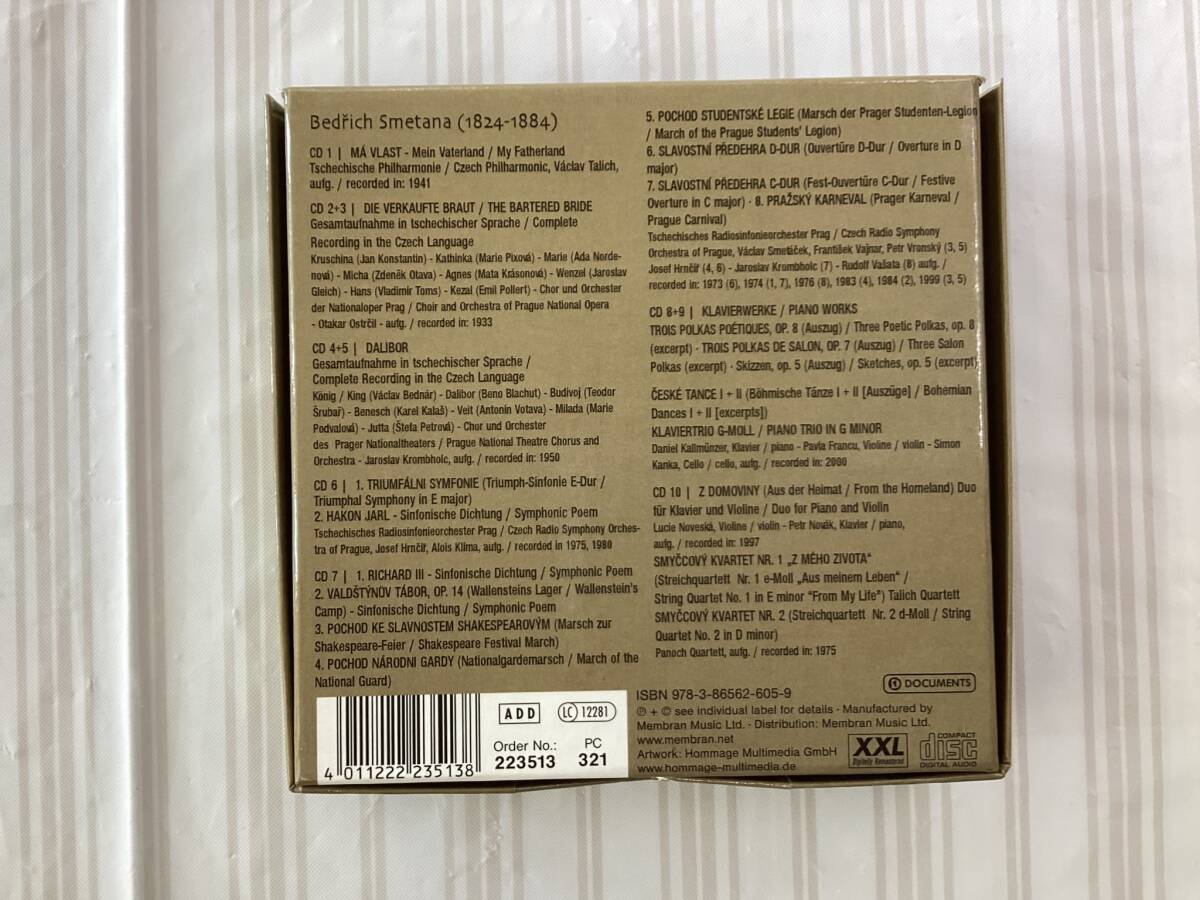 Bedřich Smetana (1824-1884)
CD 1 | MÁ VLAST - Mein Vaterland / My Fatherland
Tschechische Philharmonie / Czech Philharmonic, Václav Talich,
aufg. / recorded in: 1941
CD 2+3 | DIE VERKAUFTE BRAUT / THE BARTERED BRIDE
Gesamtaufnahme in tschechischer Sprache / Complete
Recording in the Czech Language
Kruschina (Jan Konstantin) - Kathinka (Marie Pixová) - Marie (Ada Norde-
nová) - Micha (Zdeněk Otava) - Agnes (Mata Krásonová) - Wenzel (Jaroslav
Gleich) - Hans (Vladimír Toms) - Kezal (Emil Pollert) - Chor und Orchester
der Nationaloper Prag / Choir and Orchestra of Prague National Opera
- Otakar Ostrčil - aufg. / recorded in: 1933
CD 4+5 | DALIBOR
Gesamtaufnahme in tschechischer Sprache /
Complete Recording in the Czech Language
König / King (Václav Bednár) - Dalibor (Beno Blachut) - Budivoj (Teodor
Šrubař) - Benesch (Karel Kalaš) - Veit (Antonín Votava) - Milada (Marie
Podvalová) - Jutta (Štefa Petrová) - Chor und Orchester
des Prager Nationaltheaters / Prague National Theatre Chorus and
Orchestra - Jaroslav Krombholc, aufg. / recorded in: 1950
CD 6 | 1. TRIUMFÁLNI SYMFONIE (Triumph-Sinfonie E-Dur /
Triumphal Symphony in E major)
2. HAKON JARL - Sinfonische Dichtung / Symphonic Poem
Tschechisches Radiosinfonieorchester Prag / Czech Radio Symphony Orches-
tra of Prague, Josef Hrnčíř, Alois Klima, aufg. / recorded in 1975, 1980
CD 7 | 1. RICHARD III - Sinfonische Dichtung / Symphonic Poem
2. VALDŠTÝNOV TÁBOR, OP. 14 (Wallensteins Lager / Wallenstein's
Camp) - Sinfonische Dichtung / Symphonic Poem
3. POCHOD KE SLAVNOSTEM SHAKESPEAROVÝM (Marsch zur
Shakespeare-Feier / Shakespeare Festival March)
4. POCHOD NÁRODNI GARDY (Nationalgardemarsch / March of the
National Guard)
4 011222 235138
ADD
LC 12281
Order No.: PC
223513 321
5. POCHOD STUDENTSKÉ LEGIE (Marsch der Prager Studenten-Legion
/ March of the Prague Students' Legion)
6. SLAVOSTNÍ PŘEDEHRA D-DUR (Ouvertüre D-Dur / Overture in D
major)
7. SLAVOSTNÍ PŘEDEHRA C-DUR (Fest-Ouvertüre C-Dur / Festive
Overture in C major) · 8. PRAŽSKÝ KARNEVAL (Prager Karneval /
Prague Carnival)
Tschechisches Radiosinfonieorchester Prag / Czech Radio Symphony
Orchestra of Prague, Václav Smetáček, František Vajnar, Petr Vronský (3, 5)
Josef Hrnčíř (4, 6) - Jaroslav Krombholc (7) - Rudolf Vašata (8) aufg. /
recorded in: 1973 (6), 1974 (1, 7), 1976 (8), 1983 (4), 1984 (2), 1999 (3, 5)
CD 8+9 | KLAVIERWERKE / PIANO WORKS
TROIS POLKAS POÉTIQUES, OP. 8 (Auszug) / Three Poetic Polkas, op. 8
(excerpt) · TROIS POLKAS DE SALON, OP. 7 (Auszug) / Three Salon
Polkas (excerpt) · Skizzen, op. 5 (Auszug) / Sketches, op. 5 (excerpt)
ČESKÉ TANCE I + II (Böhmische Tänze I + II [Auszüge] / Bohemian
Dances I + II [excerpts])
KLAVIERTRIO G-MOLL / PIANO TRIO IN G MINOR
Daniel Kallmünzer, Klavier / piano - Pavla Francu, Violine / violin - Simon
Kanka, Cello / cello, aufg. / recorded in: 2000
CD 10 | Z DOMOVINY (Aus der Heimat / From the Homeland) Duo
für Klavier und Violine / Duo for Piano and Violin
Lucie Noveská, Violine / violin - Petr Novák, Klavier / piano,
aufg. / recorded in: 1997
SMYČCOVÝ KVARTET NR. 1 „Z MÉHO ZIVOTA“
(Streichquartett Nr. 1 e-Moll „Aus meinem Leben“ /
String Quartet No. 1 in E minor “From My Life”) Talich Quartett
SMYČCOVÝ KVARTET NR. 2 (Streichquartett Nr. 2 d-Moll / String
Quartet No. 2 in D minor)
Panoch Quartett, aufg. / recorded in: 1975
DOCUMENTS
ISBN 978-3-86562-605-9
℗ + © see individual label for details · Manufactured by
Membran Music Ltd. · Distribution: Membran Music Ltd.
www.membran.net
Artwork: Hommage Multimedia GmbH
www.hommage-multimedia.de
XXL
Digitally Remastered
COMPACT
disc
DIGITAL AUDIO